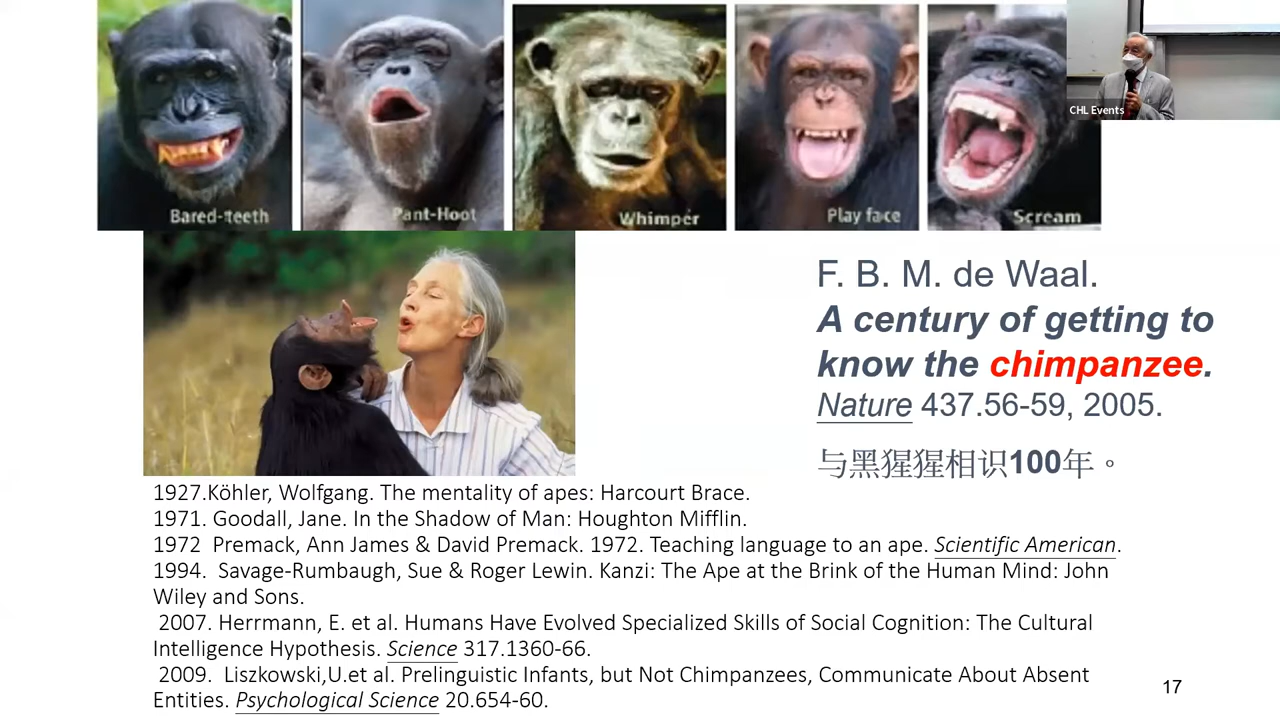 Bared-teeth
Pant-Hoot
Whimper
Play face
Scream
CHL Events
F. B. M. de Waal.
A century of getting to
know the chimpanzee.
Nature 437.56-59, 2005.
与黑猩猩相识100年。
1927.Köhler, Wolfgang. The mentality of apes: Harcourt Brace.
1971. Goodall, Jane. In the Shadow of Man: Houghton Mifflin.
1972 Premack, Ann James & David Premack. 1972. Teaching language to an ape. Scientific American.
1994. Savage-Rumbaugh, Sue & Roger Lewin. Kanzi: The Ape at the Brink of the Human Mind: John
Wiley and Sons.
2007. Herrmann, E. et al. Humans Have Evolved Specialized Skills of Social Cognition: The Cultural
Intelligence Hypothesis. Science 317.1360-66.
2009. Liszkowski,U.et al. Prelinguistic Infants, but Not Chimpanzees, Communicate About Absent
Entities. Psychological Science 20.654-60.
17